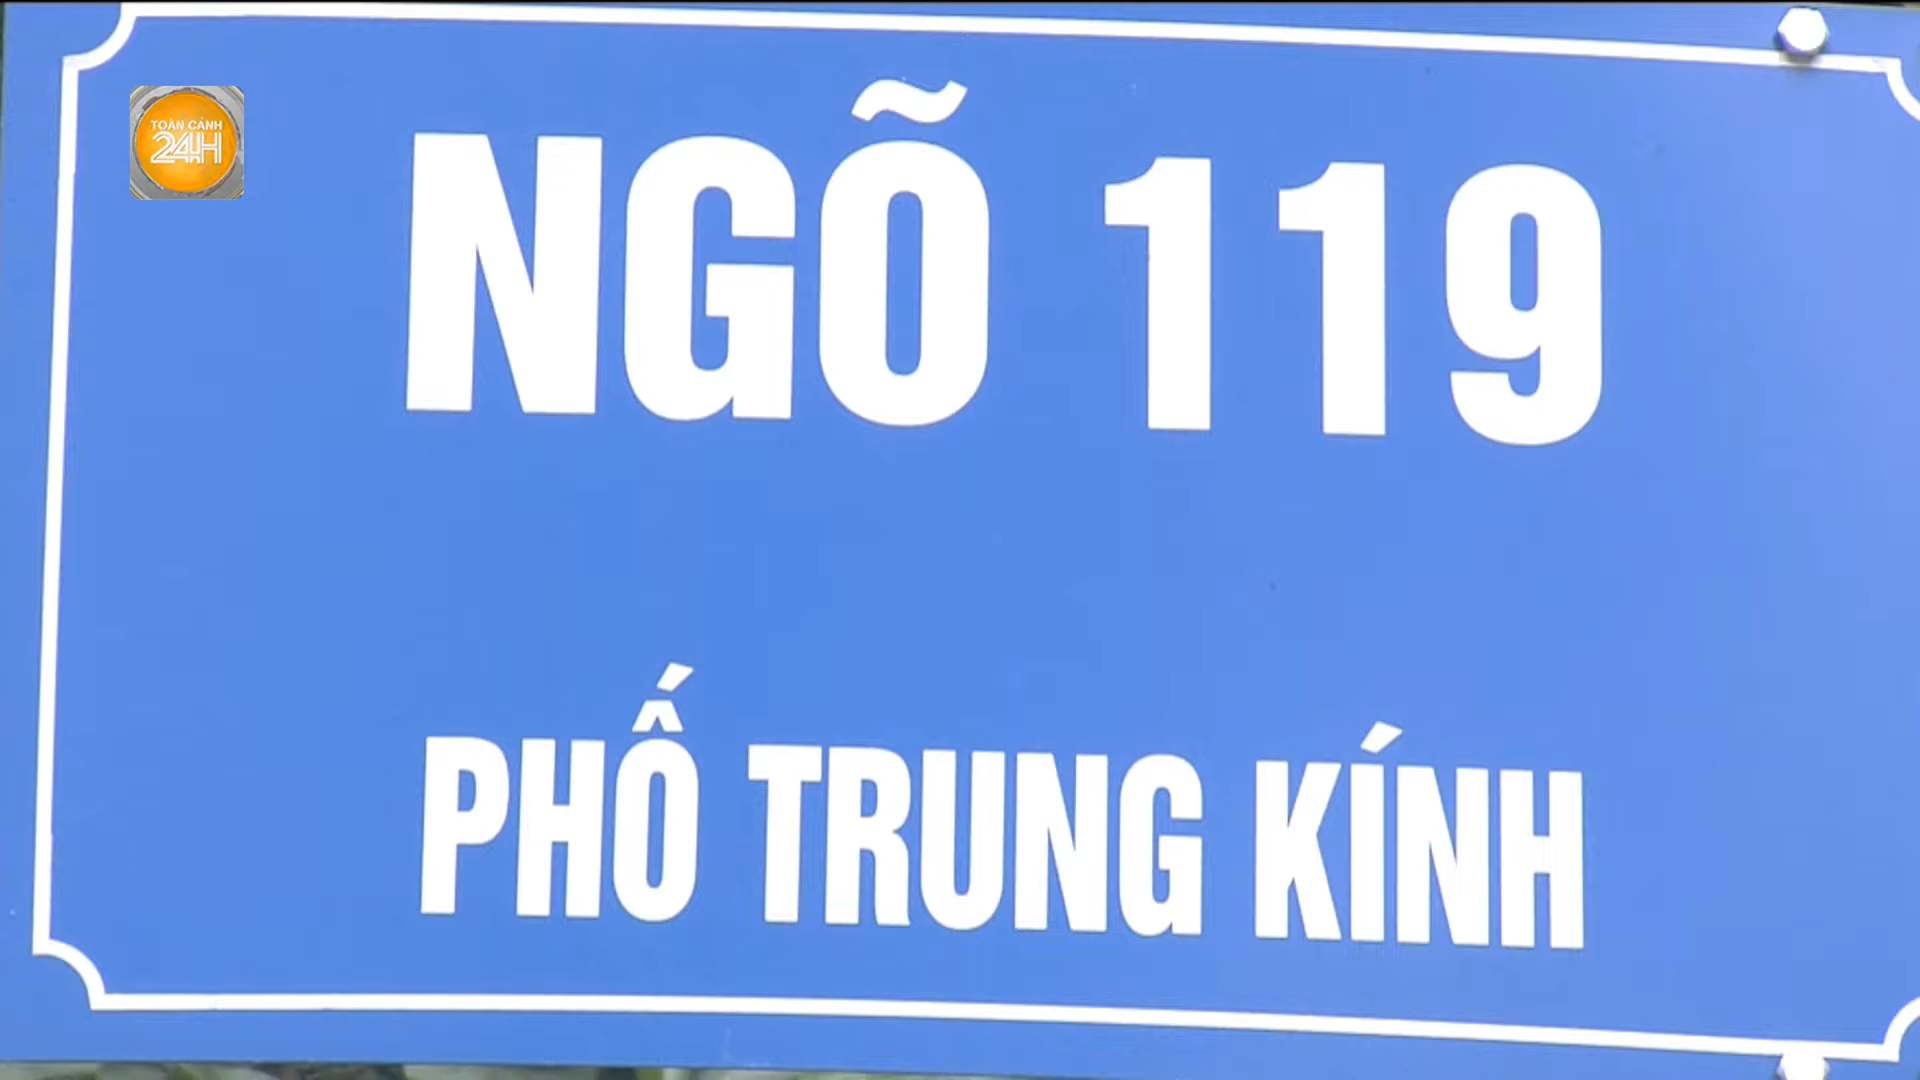 TOÀN CẢNH
24H
NGÕ 119
PHỐ TRUNG KÍNH